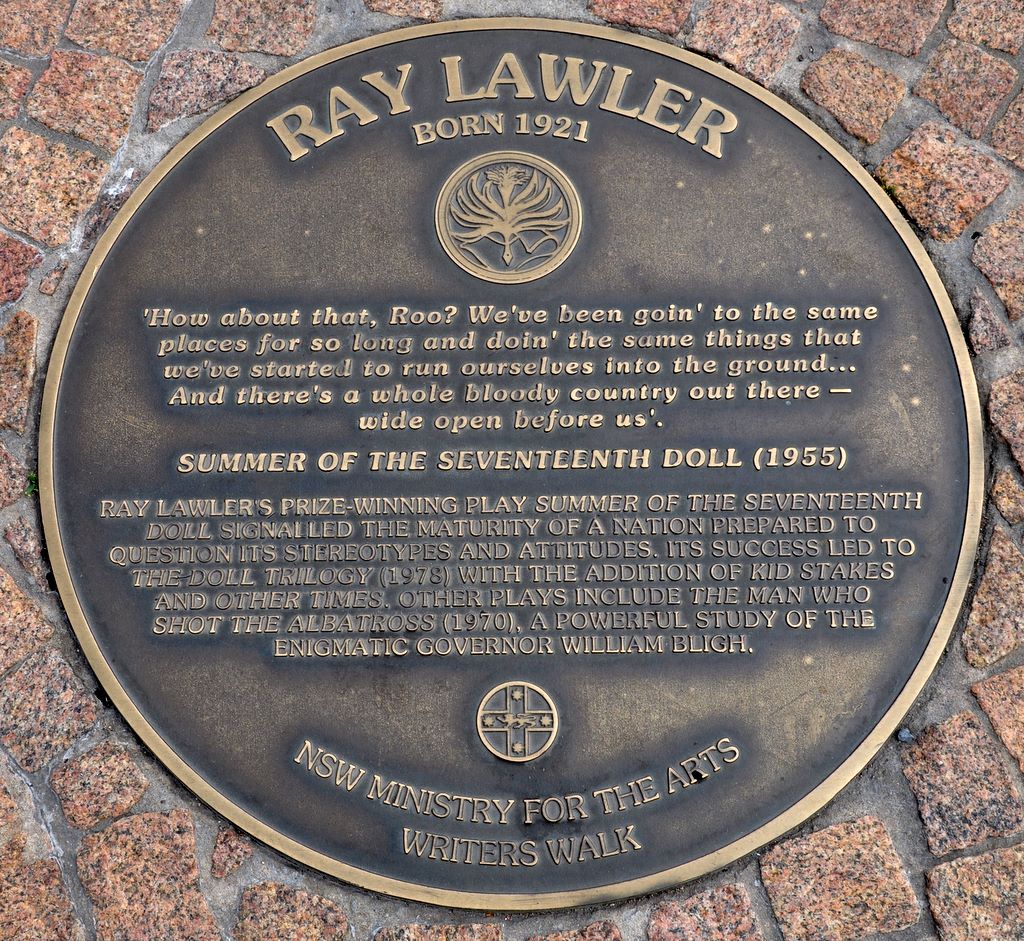 RAY LAWLER
BORN 1921
'How about that, Roo? We've been goin' to the same
places for so long and doin' the same things that
we've started to run ourselves into the ground...
And there's a whole bloody country out there —
wide open before us'.
SUMMER OF THE SEVENTEENTH DOLL (1955)
RAY LAWLER'S PRIZE-WINNING PLAY SUMMER OF THE SEVENTEENTH
DOLL SIGNALLED THE MATURITY OF A NATION PREPARED TO
QUESTION ITS STEREOTYPES AND ATTITUDES. ITS SUCCESS LED TO
THE DOLL TRILOGY (1978) WITH THE ADDITION OF KID STAKES
AND OTHER TIMES. OTHER PLAYS INCLUDE THE MAN WHO
SHOT THE ALBATROSS (1970), A POWERFUL STUDY OF THE
ENIGMATIC GOVERNOR WILLIAM BLIGH.
NSW MINISTRY FOR THE ARTS
WRITERS WALK